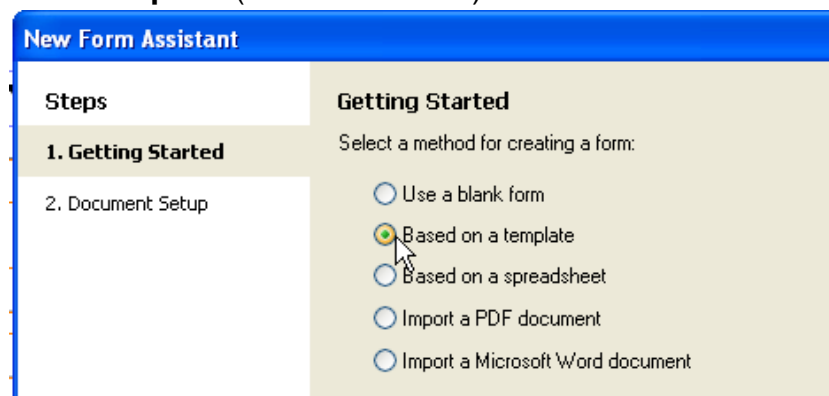 New Form Assistant
Steps
1. Getting Started
2. Document Setup
Getting Started
Select a method for creating a form:
Use a blank form
Based on a template
Based on a spreadsheet
Import a PDF document
Import a Microsoft Word document